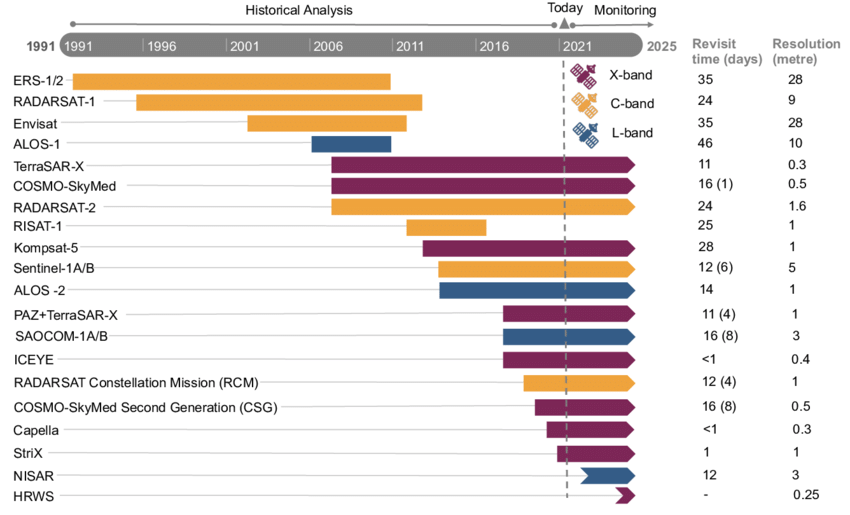 Historical Analysis Today Monitoring
1991 1991 1996 2001 2006 2011 2016 2021 2025 Revisit time (days) Resolution (metre)
X-band
C-band
L-band
ERS-1/2 35 28
RADARSAT-1 24 9
Envisat 35 28
ALOS-1 46 10
TerraSAR-X 11 0.3
COSMO-SkyMed 16 (1) 0.5
RADARSAT-2 24 1.6
RISAT-1 25 1
Kompsat-5 28 1
Sentinel-1A/B 12 (6) 5
ALOS -2 14 1
PAZ+TerraSAR-X 11 (4) 1
SAOCOM-1A/B 16 (8) 3
ICEYE <1 0.4
RADARSAT Constellation Mission (RCM) 12 (4) 1
COSMO-SkyMed Second Generation (CSG) 16 (8) 0.5
Capella <1 0.3
StriX 1 1
NISAR 12 3
HRWS - 0.25